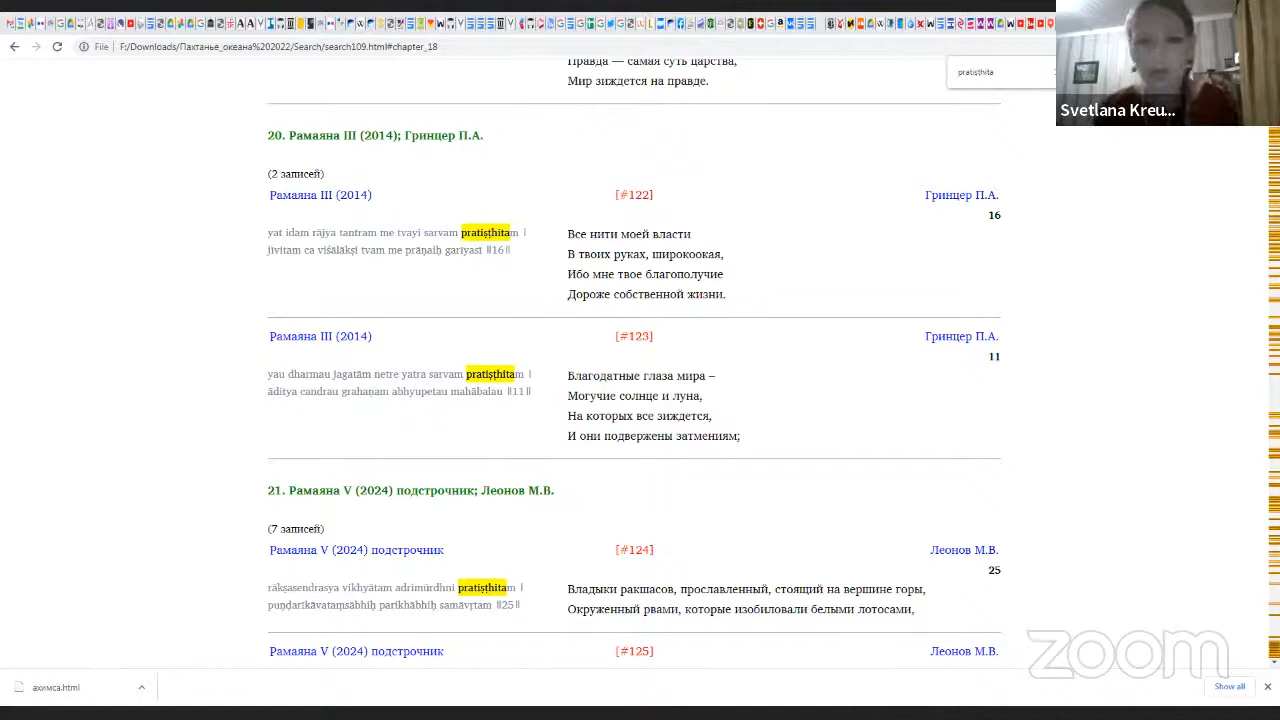 File
F:/Downloads/Пахтанье_океана%202022/Search/search109.html#chapter_18
pratiṣṭhita
Svetlana Kreu...
Правда — самая суть царства,
Мир зиждется на правде.
20. Рамаяна III (2014); Гринцер П.А.
(2 записей)
Рамаяна III (2014) [#122] Гринцер П.А.
16
yat idam rājya tantram me tvayi sarvam pratiṣṭhitam |
jīvitam ca viśālākṣi tvam me prāṇaiḥ garīyasī ॥16॥
Все нити моей власти
В твоих руках, широкоокая,
Ибо мне твое благополучие
Дороже собственной жизни.
Рамаяна III (2014) [#123] Гринцер П.А.
11
yau dharmau jagatām netre yatra sarvam pratiṣṭhitam |
āditya candrau grahaṇam abhyupetau mahābalau ॥11॥
Благодатные глаза мира –
Могучие солнце и луна,
На которых все зиждется,
И они подвержены затмениям;
21. Рамаяна V (2024) подстрочник; Леонов М.В.
(7 записей)
Рамаяна V (2024) подстрочник [#124] Леонов М.В.
25
rākṣasendrasya vikhyātam adrimūrdhni pratiṣṭhitam |
puṇḍarīkāvataṃsābhiḥ parikhābhiḥ samāvṛtam ॥25॥
Владыки ракшасов, прославленный, стоящий на вершине горы,
Окруженный рвами, которые изобиловали белыми лотосами,
Рамаяна V (2024) подстрочник [#125] Леонов М.В.
zoom
ахимса.html
Show all